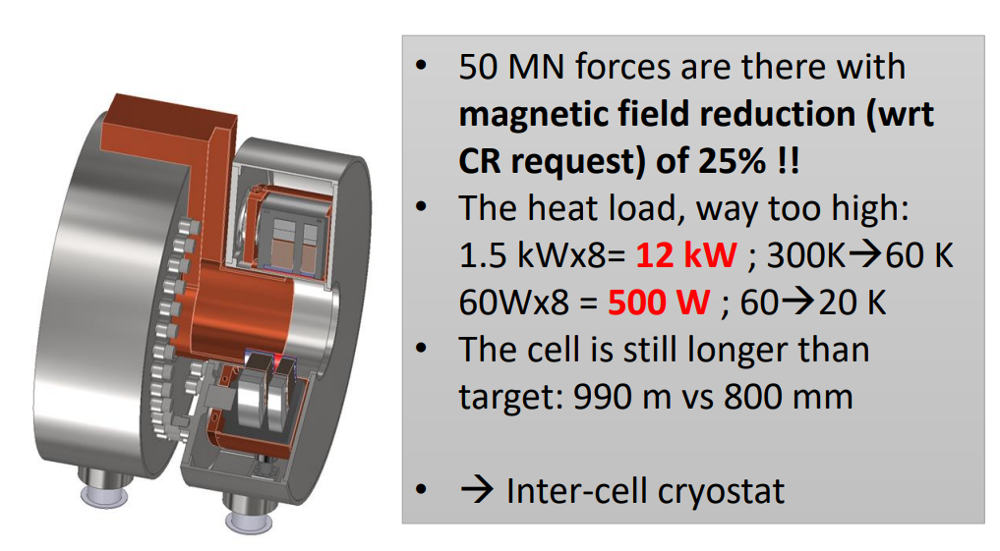 • 50 MN forces are there with
magnetic field reduction (wrt
CR request) of 25% !!
• The heat load, way too high:
1.5 kWx8= 12 kW ; 300K→60 K
60Wx8 = 500 W ; 60→20 K
• The cell is still longer than
target: 990 m vs 800 mm
• → Inter-cell cryostat